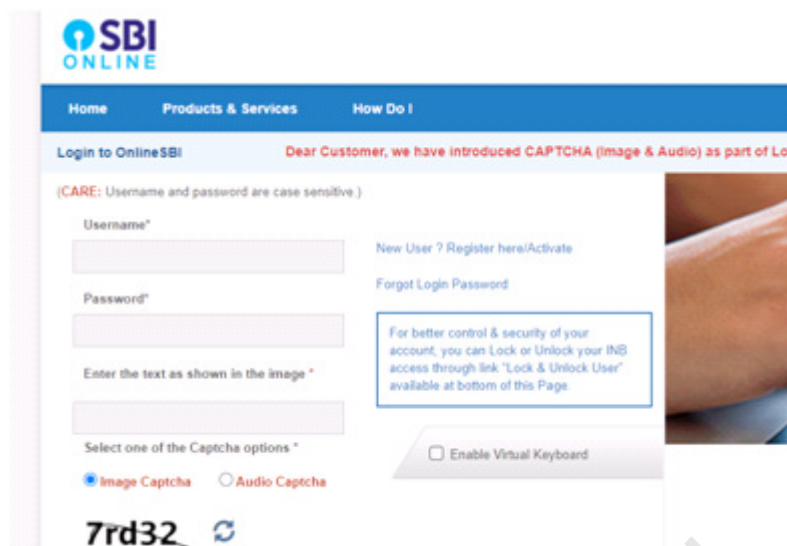 SBI
ONLINE
Home Products & Services How Do I
Login to OnlineSBI Dear Customer, we have introduced CAPTCHA (Image & Audio) as part of Lo
(CARE: Username and password are case sensitive.)
Username*
New User ? Register here/Activate
Forgot Login Password
Password*
For better control & security of your
account, you can Lock or Unlock your INB
access through link "Lock & Unlock User"
available at bottom of this Page.
Enter the text as shown in the image *
Select one of the Captcha options *
Enable Virtual Keyboard
Image Captcha Audio Captcha
7rd32